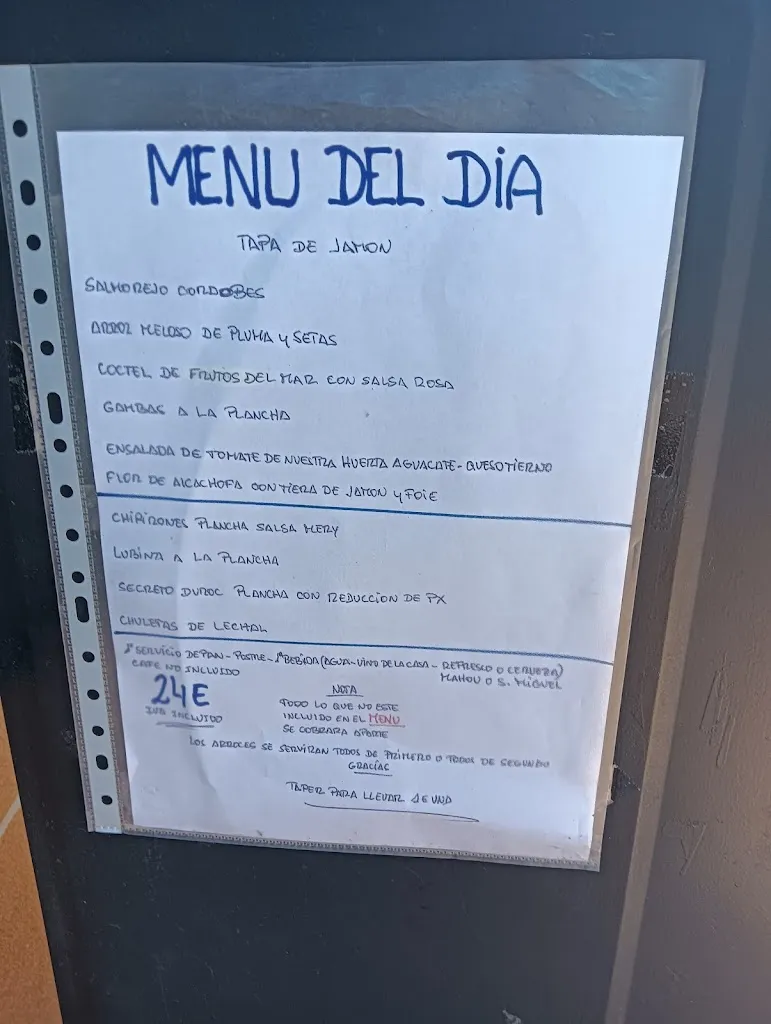 MENU DEL DIA
TAPA DE JAMON
SALMOREJO CORDOBES
ARROZ MELOSO DE PLUMA Y SETAS
COCTEL DE FRUTOS DEL MAR CON SALSA ROSA
GAMBAS A LA PLANCHA
ENSALADA DE TOMATE DE NUESTRA HUERTA AGUACATE-QUESO TIERNO
FLOR DE ALCACHOFA CON TIERA DE JAMON Y FOIE
CHIPIRONES PLANCHA SALSA MERY
LUBINA A LA PLANCHA
SECRETO DUROC PLANCHA CON REDUCCION DE PX
CHULETAS DE LECHAL
1º SERVICIO DE PAN - POSTRE - 1ª BEBIDA (AGUA - VINO DE LA CASA - REFRESCO O CERVEZA)
CAFE NO INCLUIDO MAHOU O S. MIGUEL
24E
IVA INCLUIDO
NOTA
TODO LO QUE NO ESTE
INCLUIDO EN EL MENU
SE COBRARA APARTE
LOS ARROCES SE SERVIRAN TODOS DE PRIMERO O TODOS DE SEGUNDO
GRACIAS
TAPER PARA LLEVAR 1E UND